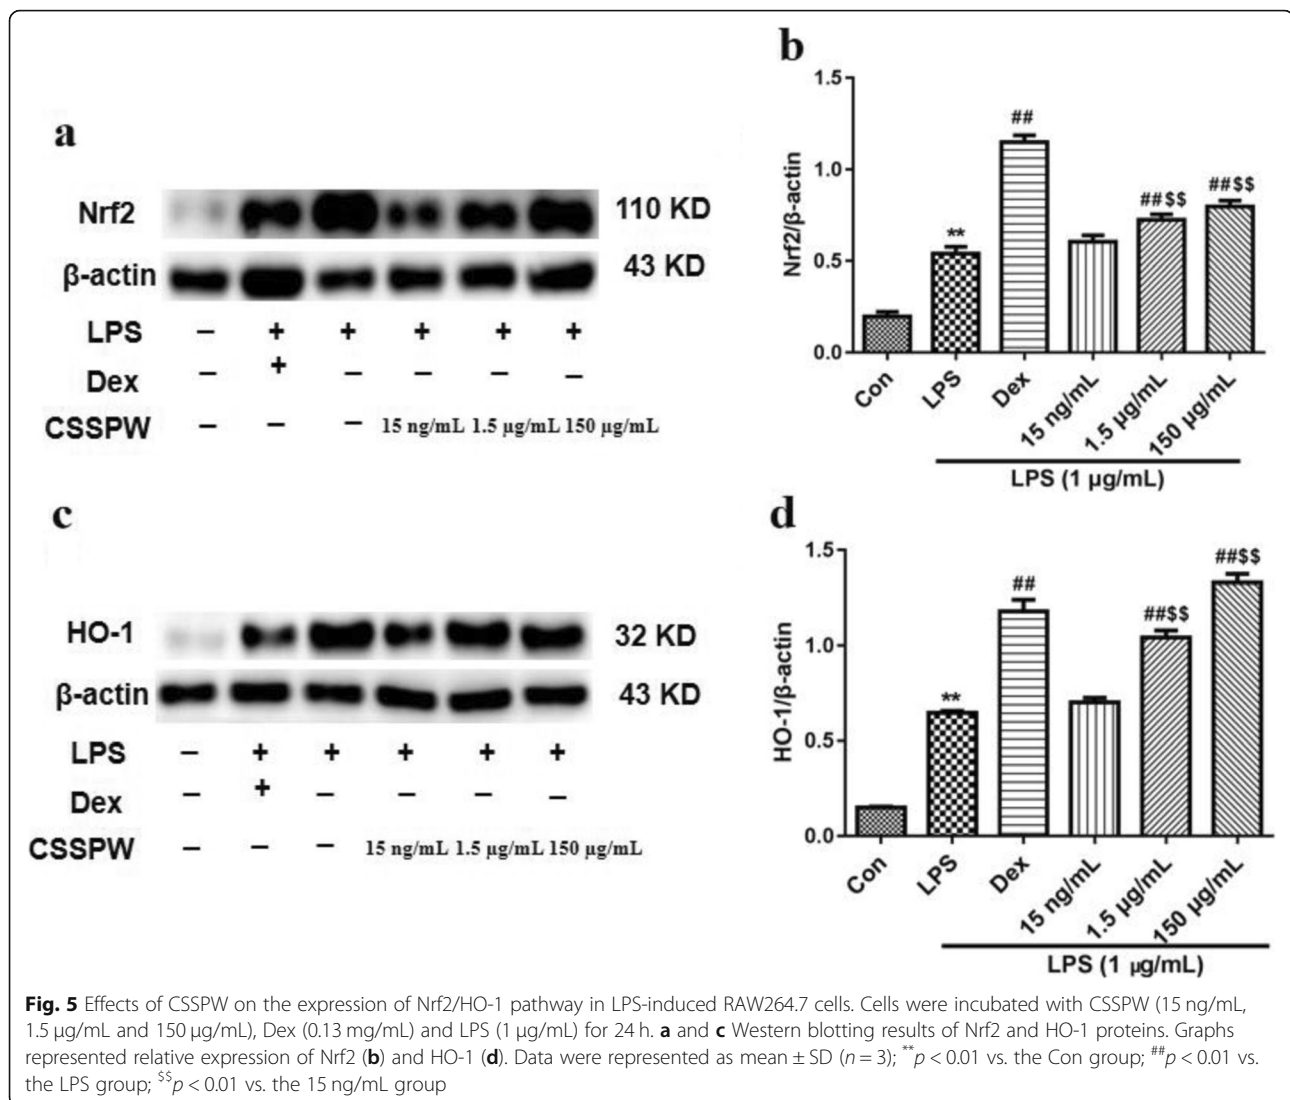 a
Nrf2
110 KD
β-actin
43 KD
LPS
– + + + + +
Dex
– + – – – –
CSSPW
– – – 15 ng/mL 1.5 μg/mL 150 μg/mL
b
Nrf2/β-actin
1.5
1.0
0.5
0.0
**
##
##$$
##$$
Con
LPS
Dex
15 ng/mL
1.5 μg/mL
150 μg/mL
LPS (1 μg/mL)
c
HO-1
32 KD
β-actin
43 KD
LPS
– + + + + +
Dex
– + – – – –
CSSPW
– – – 15 ng/mL 1.5 μg/mL 150 μg/mL
d
HO-1/β-actin
1.5
1.0
0.5
0.0
**
##
##$$
##$$
Con
LPS
Dex
15 ng/mL
1.5 μg/mL
150 μg/mL
LPS (1 μg/mL)
Fig. 5 Effects of CSSPW on the expression of Nrf2/HO-1 pathway in LPS-induced RAW264.7 cells. Cells were incubated with CSSPW (15 ng/mL,
1.5 μg/mL and 150 μg/mL), Dex (0.13 mg/mL) and LPS (1 μg/mL) for 24 h. a and c Western blotting results of Nrf2 and HO-1 proteins. Graphs
represented relative expression of Nrf2 (b) and HO-1 (d). Data were represented as mean ± SD (n = 3); **p < 0.01 vs. the Con group; ##p < 0.01 vs.
the LPS group; $$p < 0.01 vs. the 15 ng/mL group